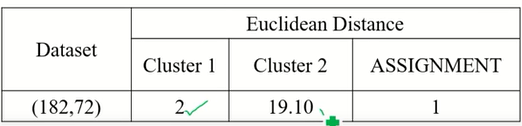 Euclidean Distance
Dataset
Cluster 1 Cluster 2 ASSIGNMENT
(182,72) 2 19.10 1